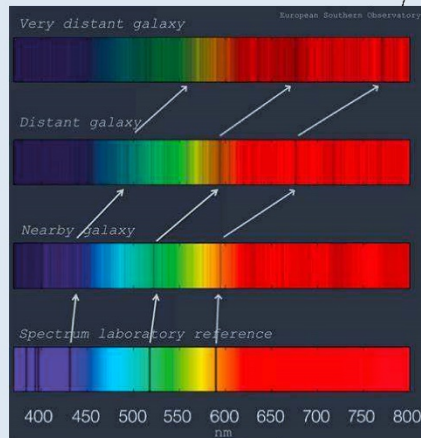 European Southern Observatory
Very distant galaxy
Distant galaxy
Nearby galaxy
Spectrum laboratory reference
400 450 500 550 600 650 700 750 800
nm